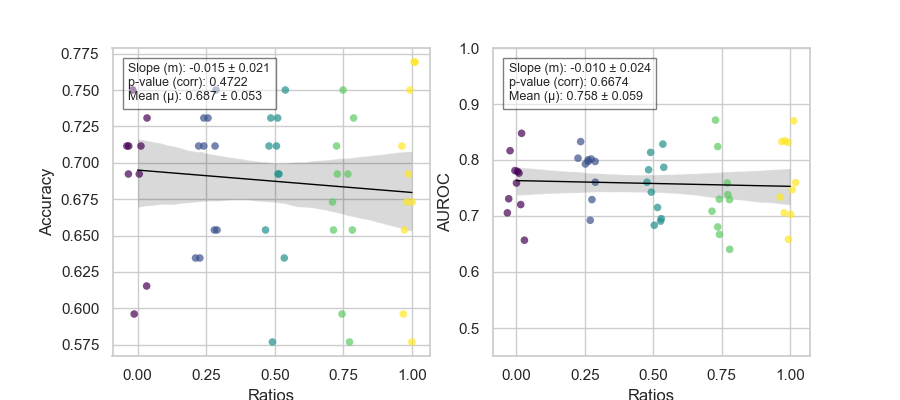 Slope (m): -0.015 ± 0.021
p-value (corr): 0.4722
Mean (μ): 0.687 ± 0.053
0.775
0.750
0.725
0.700
0.675
0.650
0.625
0.600
0.575
Accuracy
0.00 0.25 0.50 0.75 1.00
Ratios
Slope (m): -0.010 ± 0.024
p-value (corr): 0.6674
Mean (μ): 0.758 ± 0.059
1.0
0.9
0.8
0.7
0.6
0.5
AUROC
0.00 0.25 0.50 0.75 1.00
Ratios